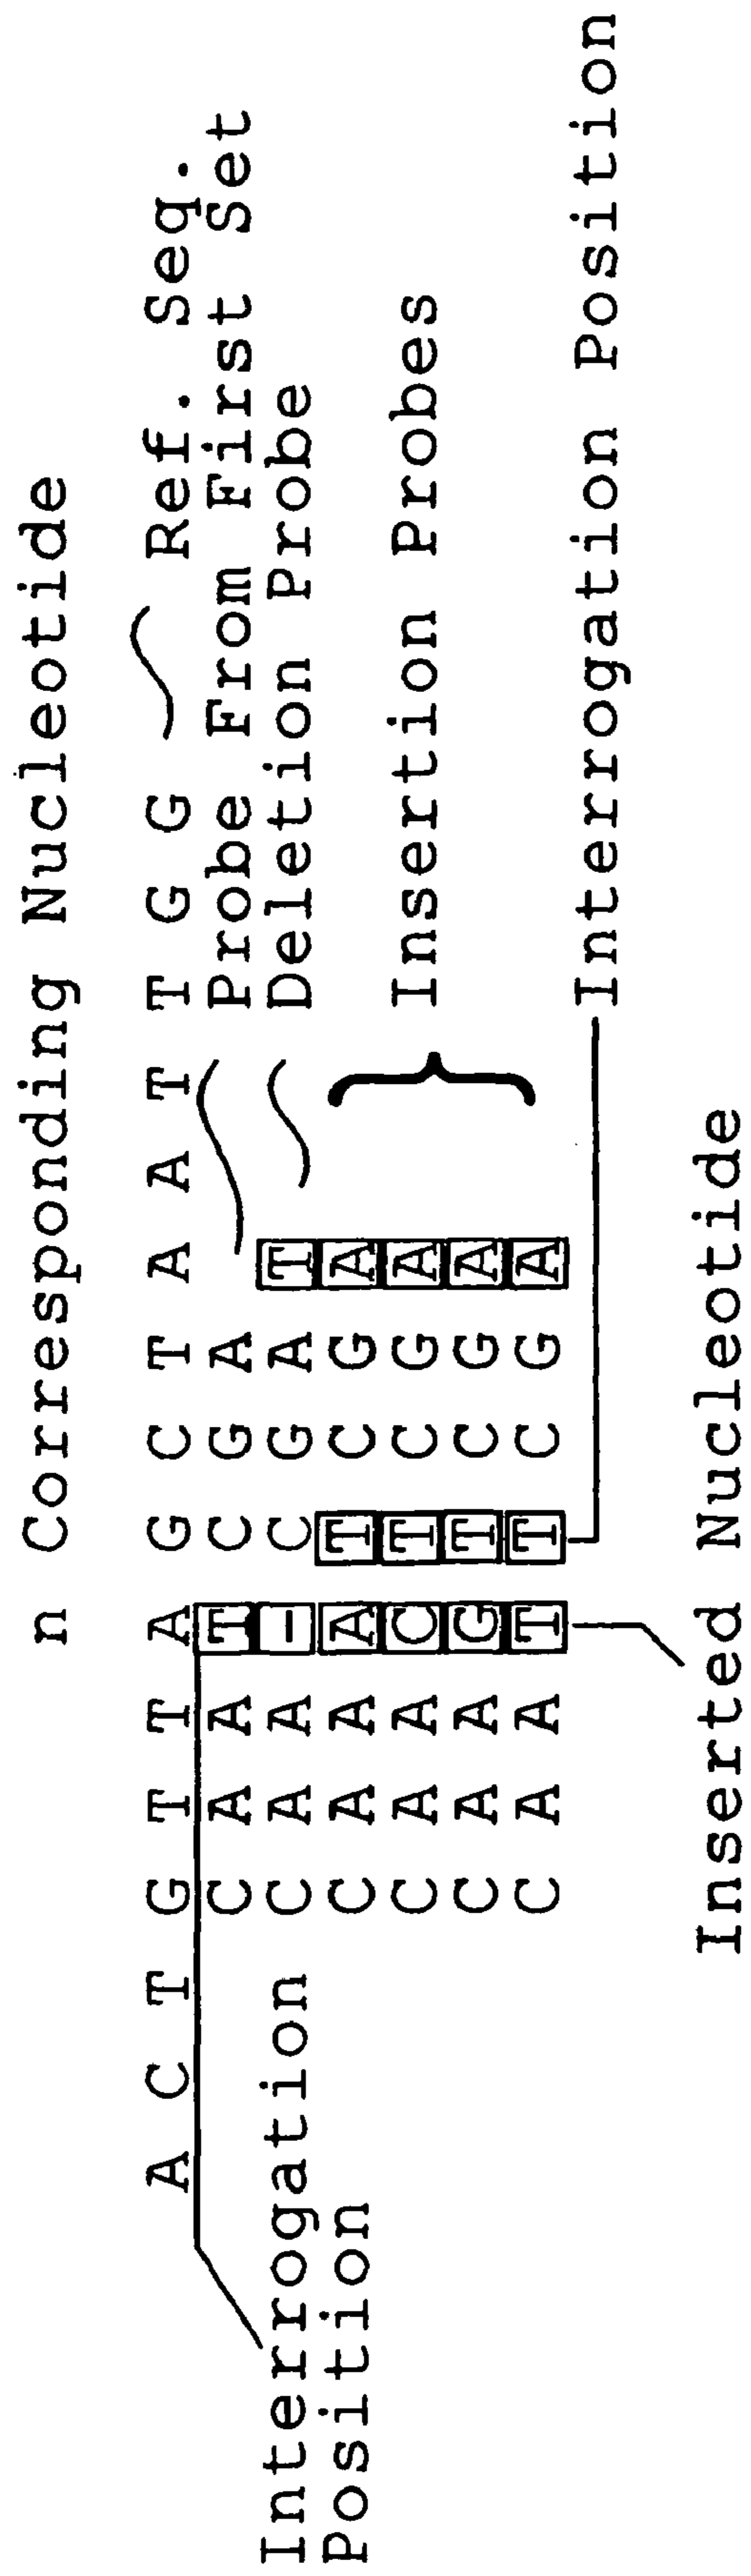 n Corresponding Nucleotide
A C T G T T A G C T A A T T G G Ref. Seq.
C A A T C G A Probe From First Set
Interrogation C A A - C G A T Deletion Probe
Position C A A A T C G A
C A A C T C G A Insertion Probes
C A A G T C G A
C A A T T C G A
Interrogation Position
Inserted Nucleotide